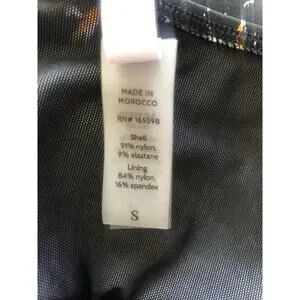 MADE IN
MOROCCO
RN# 165598
Shell
91% nylon,
9% elastane
Lining
84% nylon,
16% spandex
S